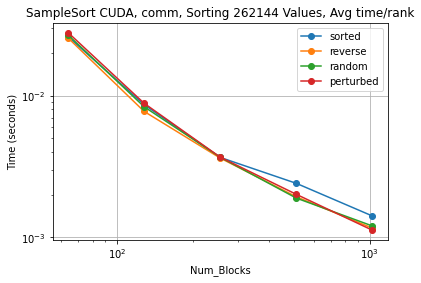 SampleSort CUDA, comm, Sorting 262144 Values, Avg time/rank
sorted
reverse
random
perturbed
Time (seconds)
10⁻²
10⁻³
10²
10³
Num_Blocks